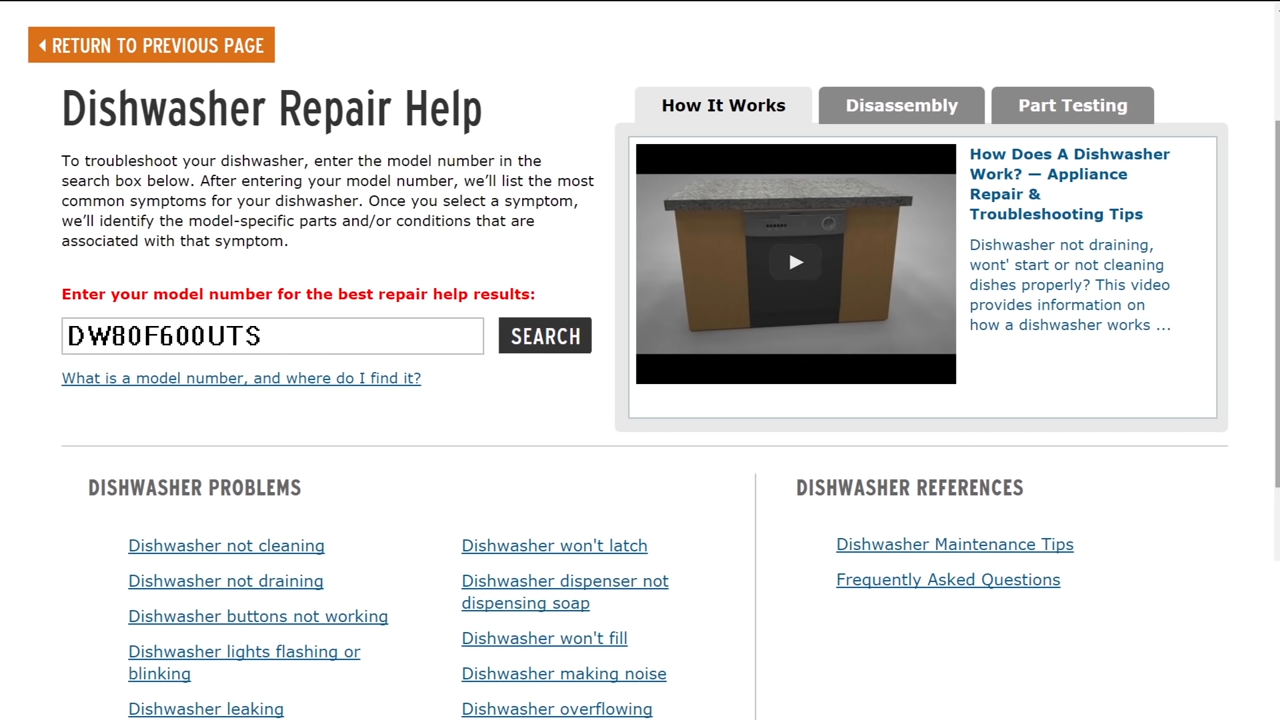 RETURN TO PREVIOUS PAGE
Dishwasher Repair Help
To troubleshoot your dishwasher, enter the model number in the
search box below. After entering your model number, we’ll list the most
common symptoms for your dishwasher. Once you select a symptom,
we’ll identify the model-specific parts and/or conditions that are
associated with that symptom.
Enter your model number for the best repair help results:
DW80F600UTS
SEARCH
What is a model number, and where do I find it?
How It Works
Disassembly
Part Testing
How Does A Dishwasher
Work? — Appliance
Repair &
Troubleshooting Tips
Dishwasher not draining,
wont' start or not cleaning
dishes properly? This video
provides information on
how a dishwasher works ...
DISHWASHER PROBLEMS
Dishwasher not cleaning
Dishwasher not draining
Dishwasher buttons not working
Dishwasher lights flashing or
blinking
Dishwasher leaking
Dishwasher won't latch
Dishwasher dispenser not
dispensing soap
Dishwasher won't fill
Dishwasher making noise
Dishwasher overflowing
DISHWASHER REFERENCES
Dishwasher Maintenance Tips
Frequently Asked Questions